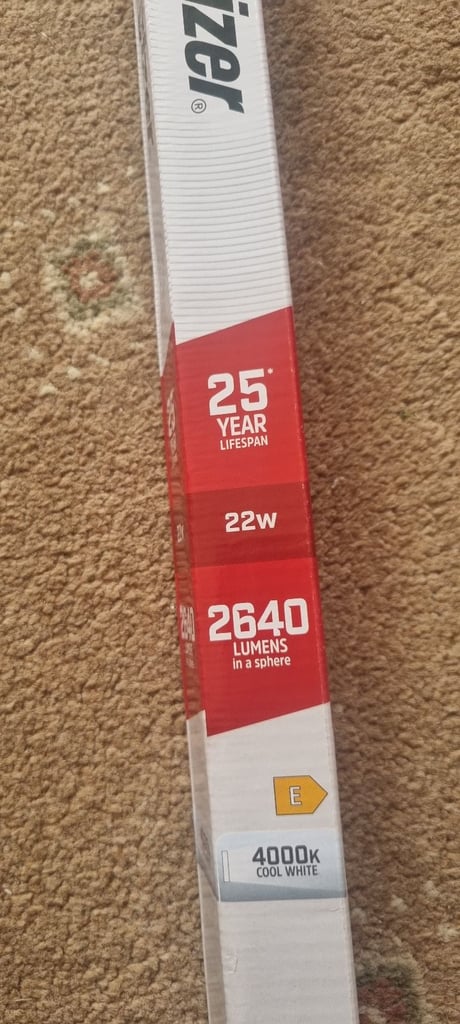 izer®
25*
YEAR
LIFESPAN
22W
2640
LUMENS
in a sphere
E
4000K
COOL WHITE